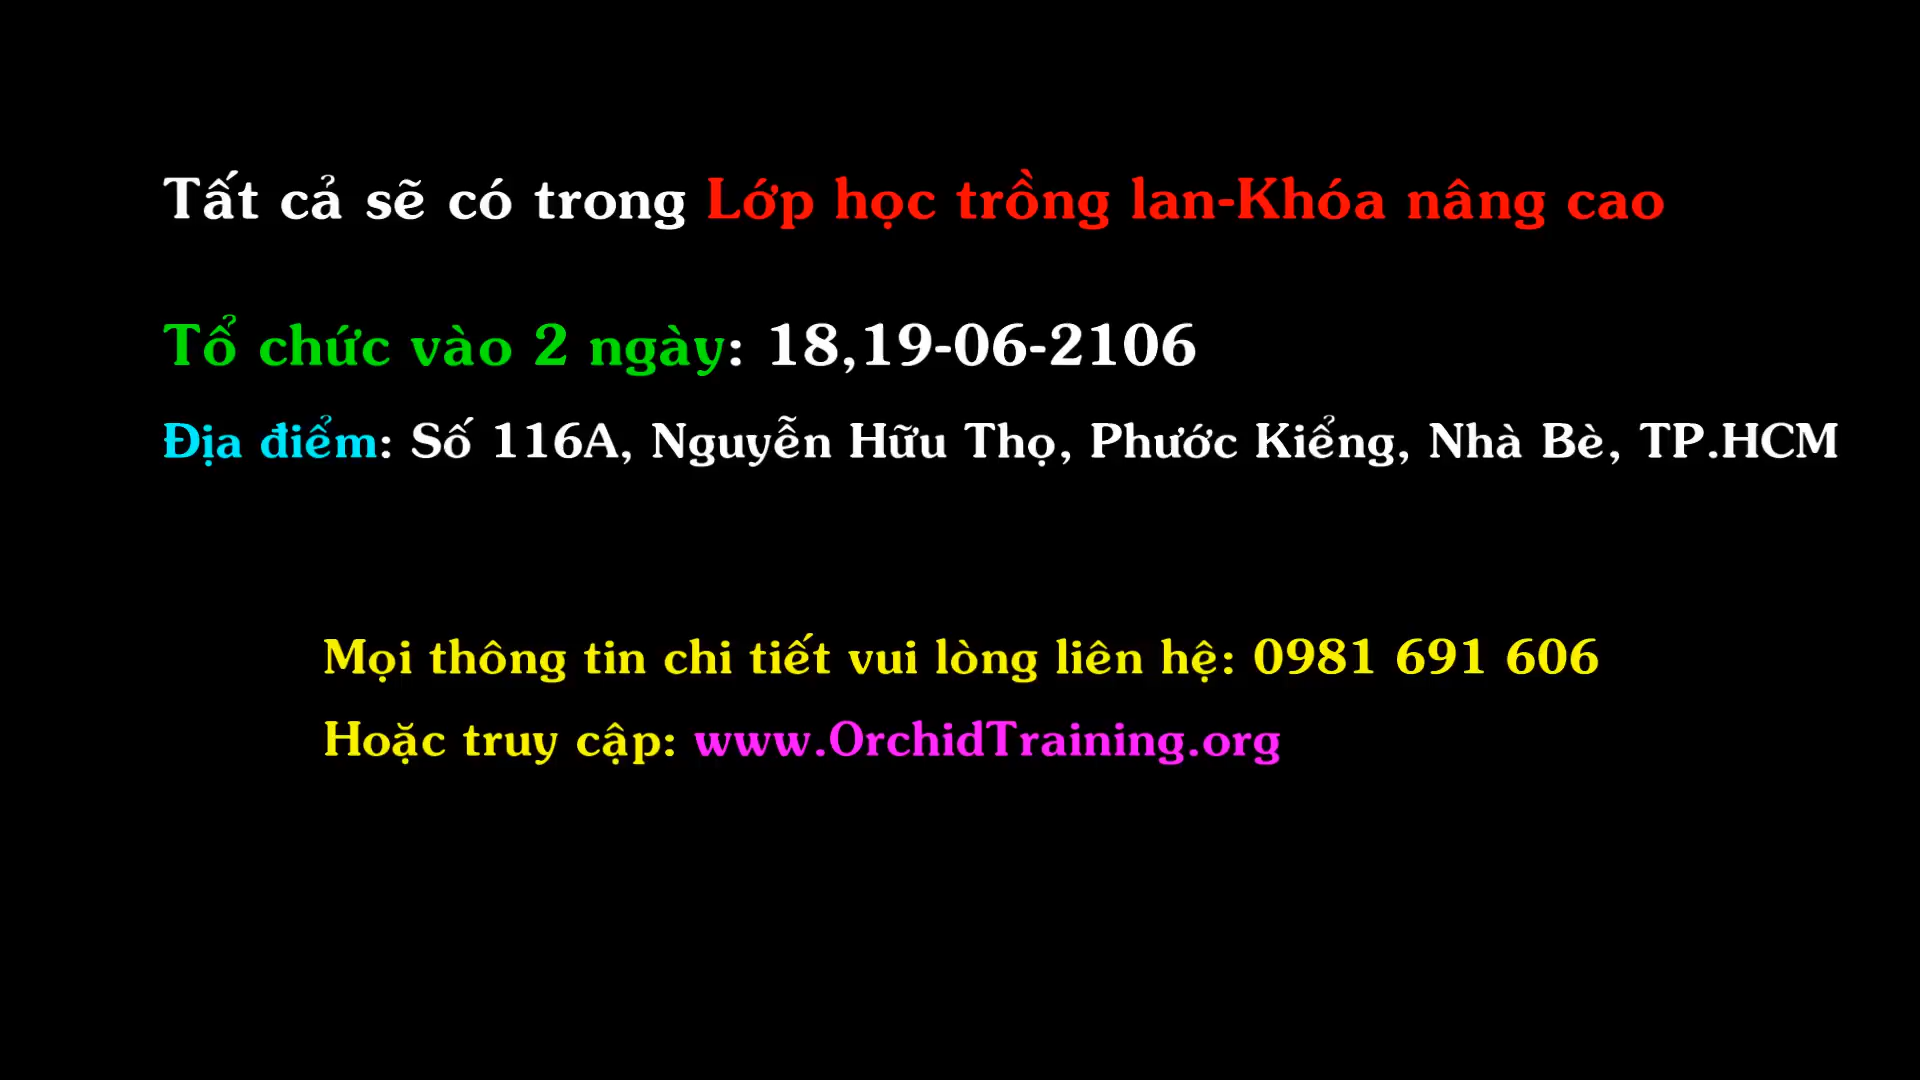 Tất cả sẽ có trong Lớp học trồng lan-Khóa nâng cao
Tổ chức vào 2 ngày: 18,19-06-2106
Địa điểm: Số 116A, Nguyễn Hữu Thọ, Phước Kiểng, Nhà Bè, TP.HCM
Mọi thông tin chi tiết vui lòng liên hệ: 0981 691 606
Hoặc truy cập: www.OrchidTraining.org